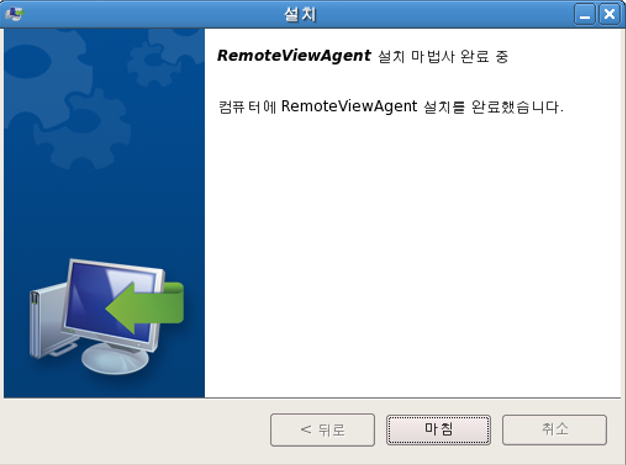 설치
RemoteViewAgent 설치 마법사 완료 중
컴퓨터에 RemoteViewAgent 설치를 완료했습니다.
< 뒤로
마침
취소